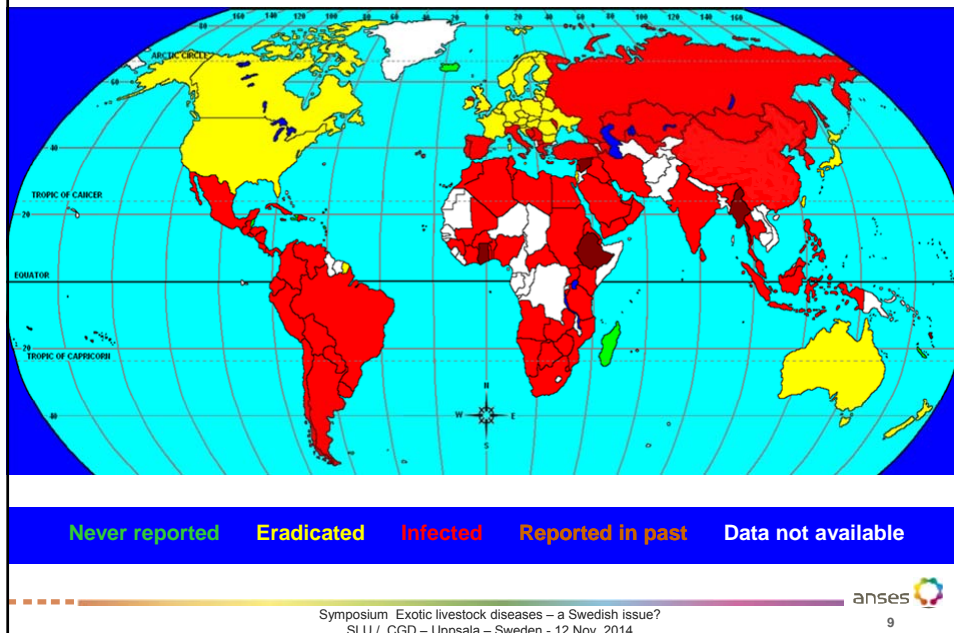 160 140 120 100 80 60 40 20 0 20 40 60 80 100 120 140 160
80
ARCTIC CIRCLE
60
40
TROPIC OF CANCER
20
EQUATOR
0
20
TROPIC OF CAPRICORN
40
N
W E
S
Never reported Eradicated Infected Reported in past Data not available
anses
Symposium Exotic livestock diseases – a Swedish issue?
SLU / CGD – Uppsala – Sweden - 12 Nov. 2014
9